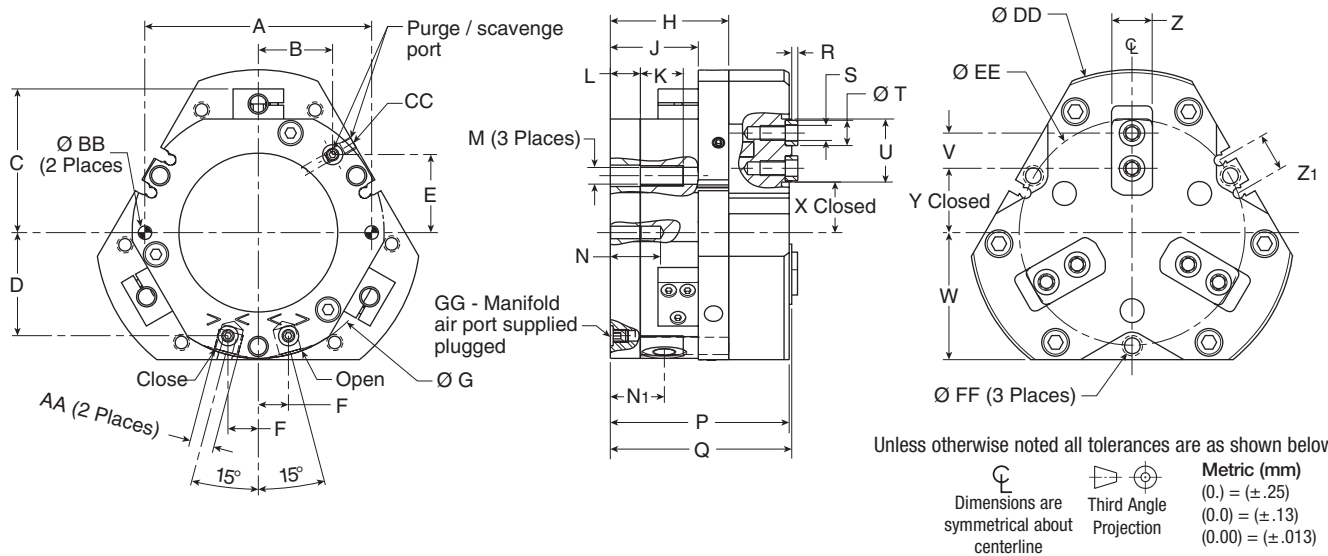 A
B
Purge / scavenge
port
CC
C
Ø BB
(2 Places
D
E
Close
Open
Ø G
AA (2 Places)
F
F
15°
15°
H
J
L
K
R
S
Ø T
M (3 Places)
U
X Closed
N
GG - Manifold
air port supplied
plugged
N1
P
Q
Ø DD
Z
℄
Ø EE
V
Z1
Y Closed
W
Ø FF (3 Places)
Unless otherwise noted all tolerances are as shown below
℄
Dimensions are
symmetrical about
centerline
Third Angle
Projection
Metric (mm)
(0.) = (± .25)
(0.0) = (± .13)
(0.00) = (± .013)